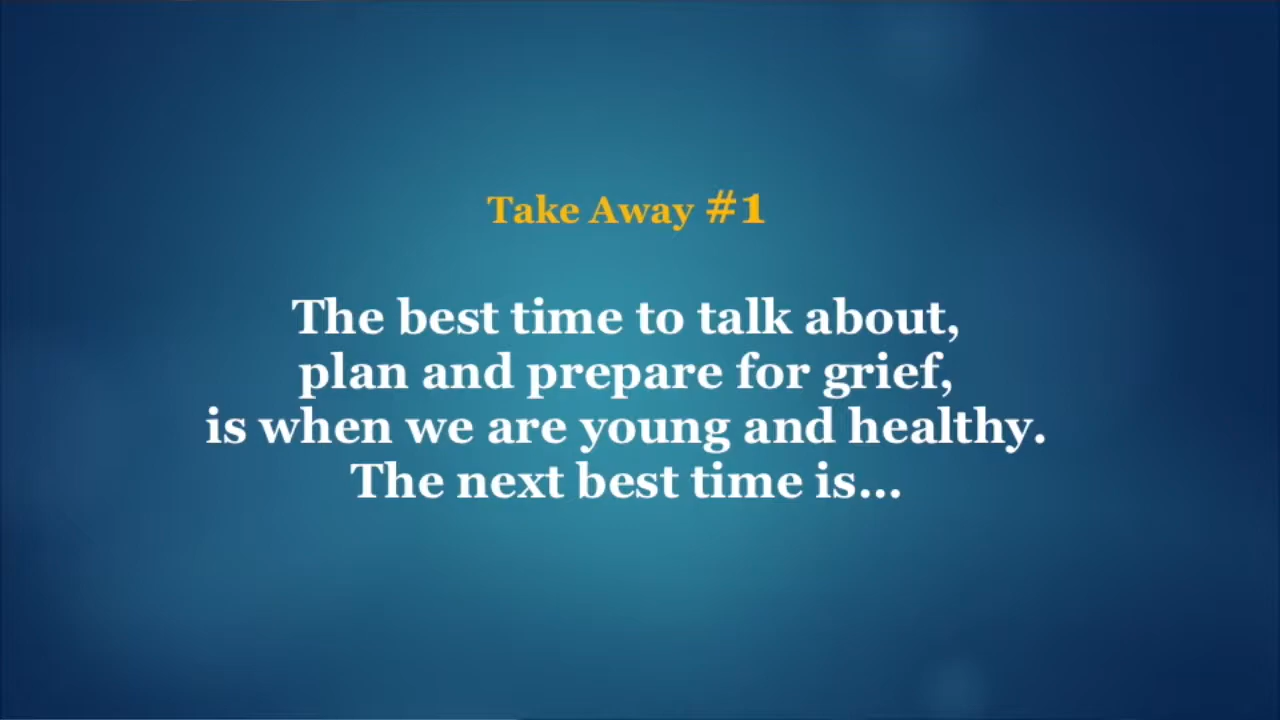 Take Away #1
The best time to talk about,
plan and prepare for grief,
is when we are young and healthy.
The next best time is...